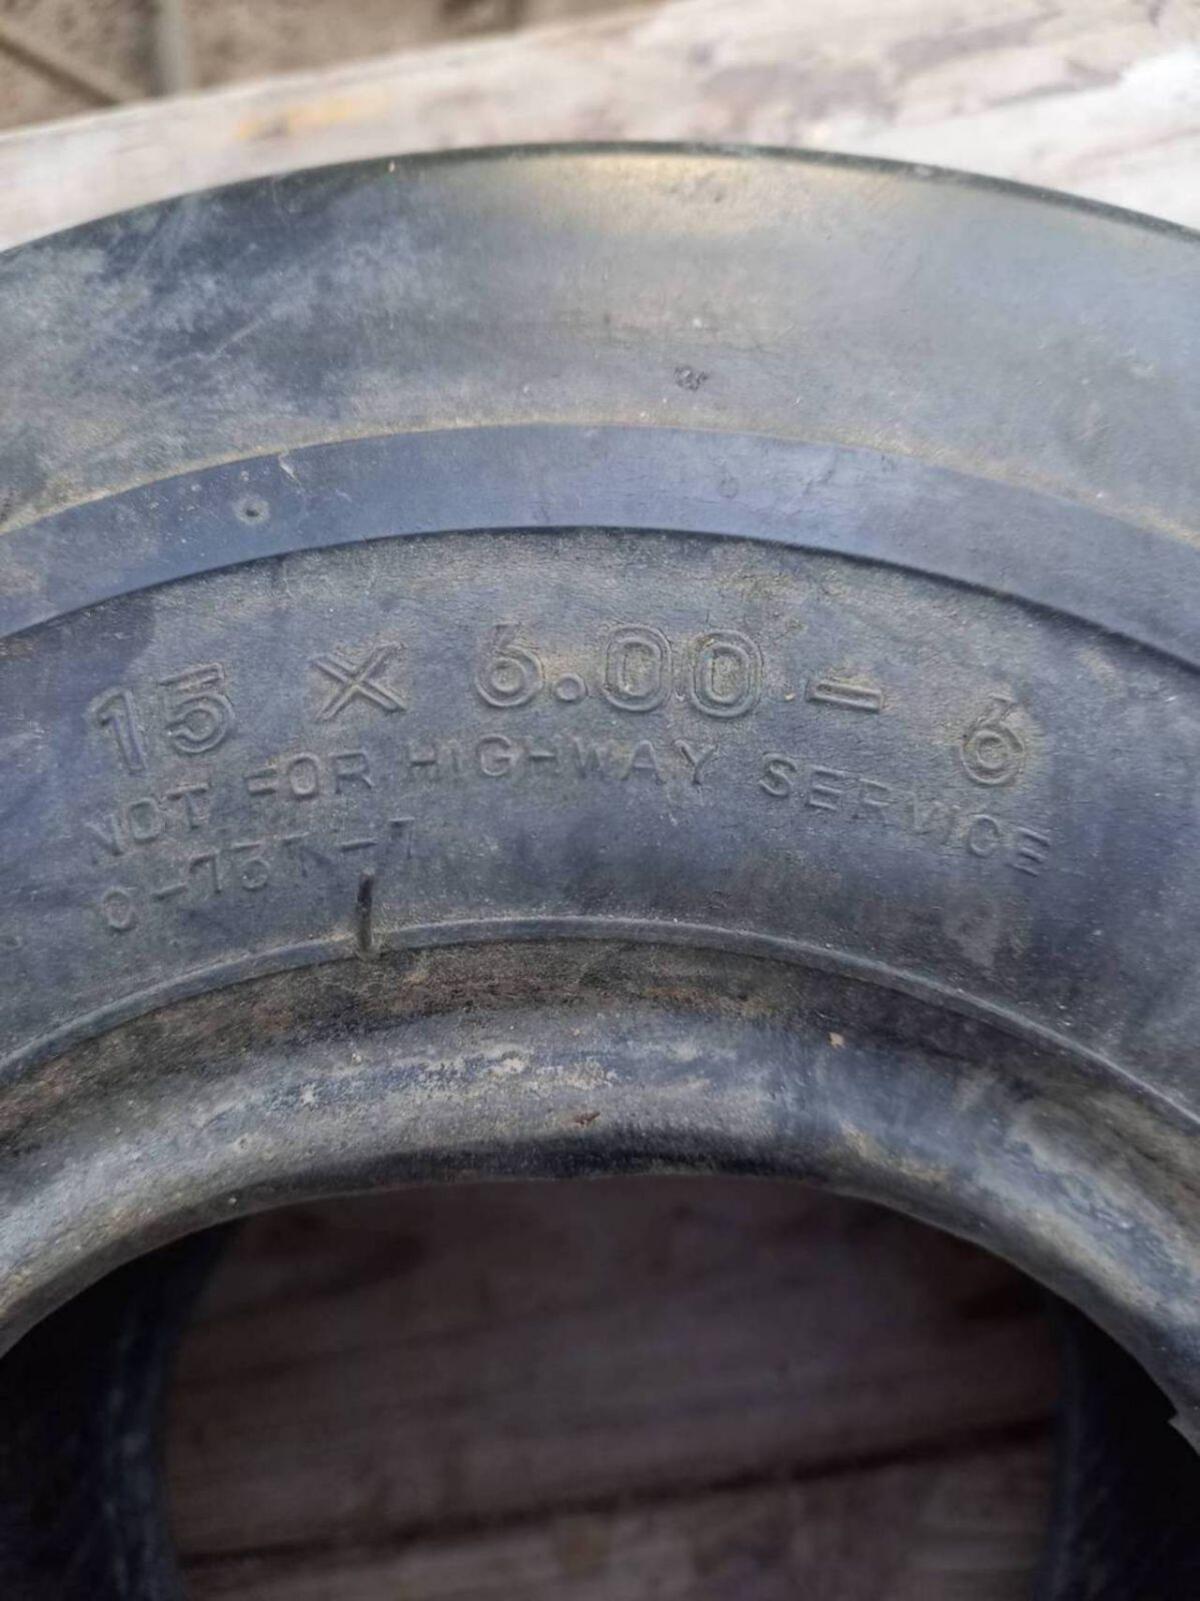 15 x 6.00 - 6
NOT FOR HIGHWAY SERVICE